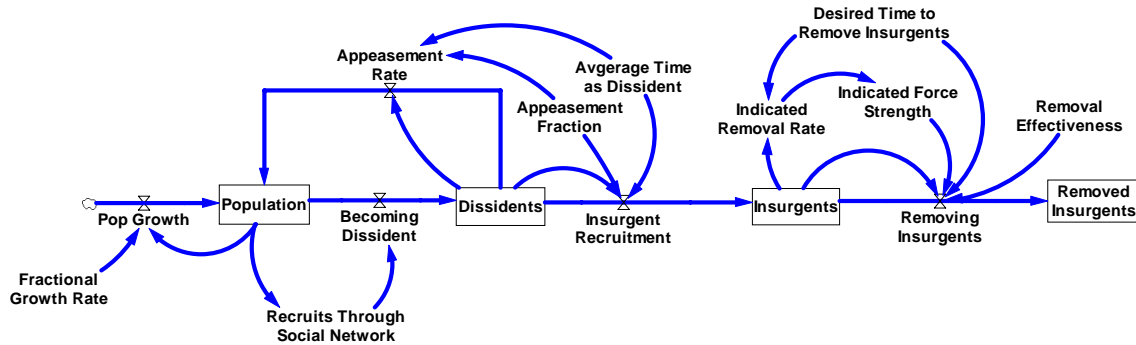 Desired Time to
Remove Insurgents
Appeasement
Rate
Avgerage Time
as Dissident
Appeasement
Fraction
Indicated
Removal Rate
Indicated Force
Strength
Removal
Effectiveness
Pop Growth
Population
Becoming
Dissident
Dissidents
Insurgent
Recruitment
Insurgents
Removing
Insurgents
Removed
Insurgents
Fractional
Growth Rate
Recruits Through
Social Network